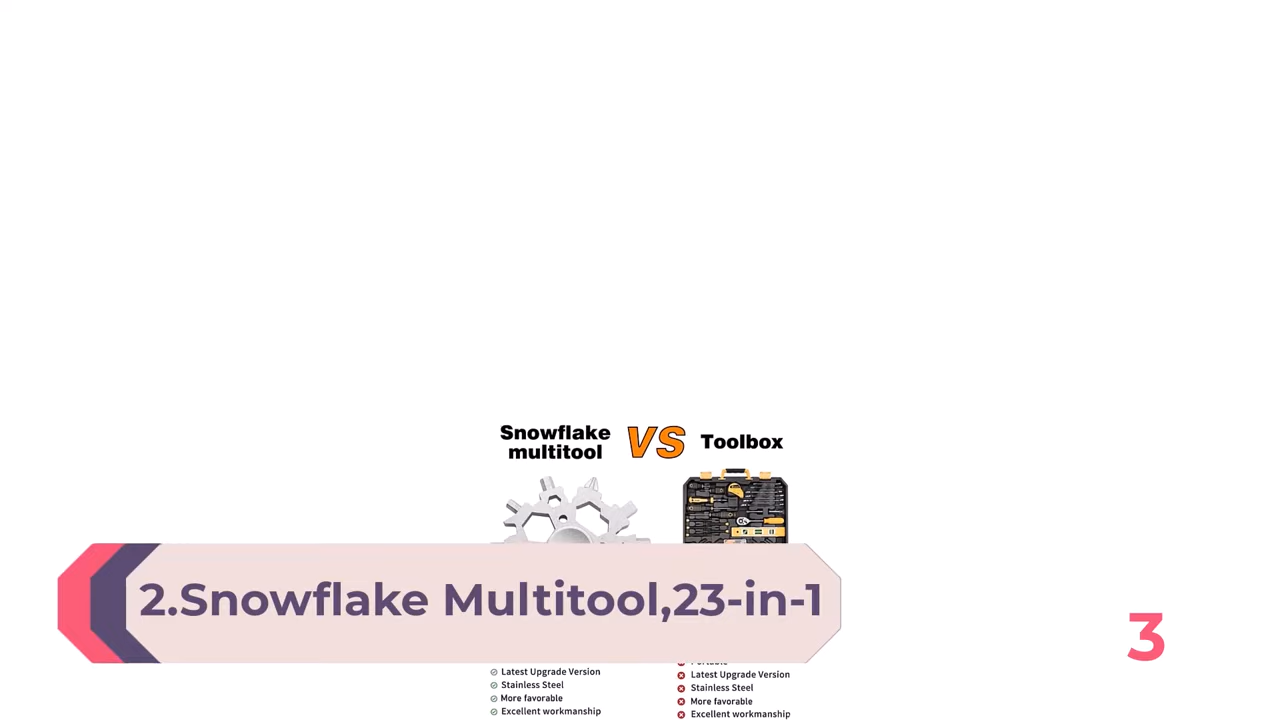 Snowflake
multitool
VS
Toolbox
2.Snowflake Multitool,23-in-1
3
Latest Upgrade Version
Stainless Steel
More favorable
Excellent workmanship
Latest Upgrade Version
Stainless Steel
More favorable
Excellent workmanship